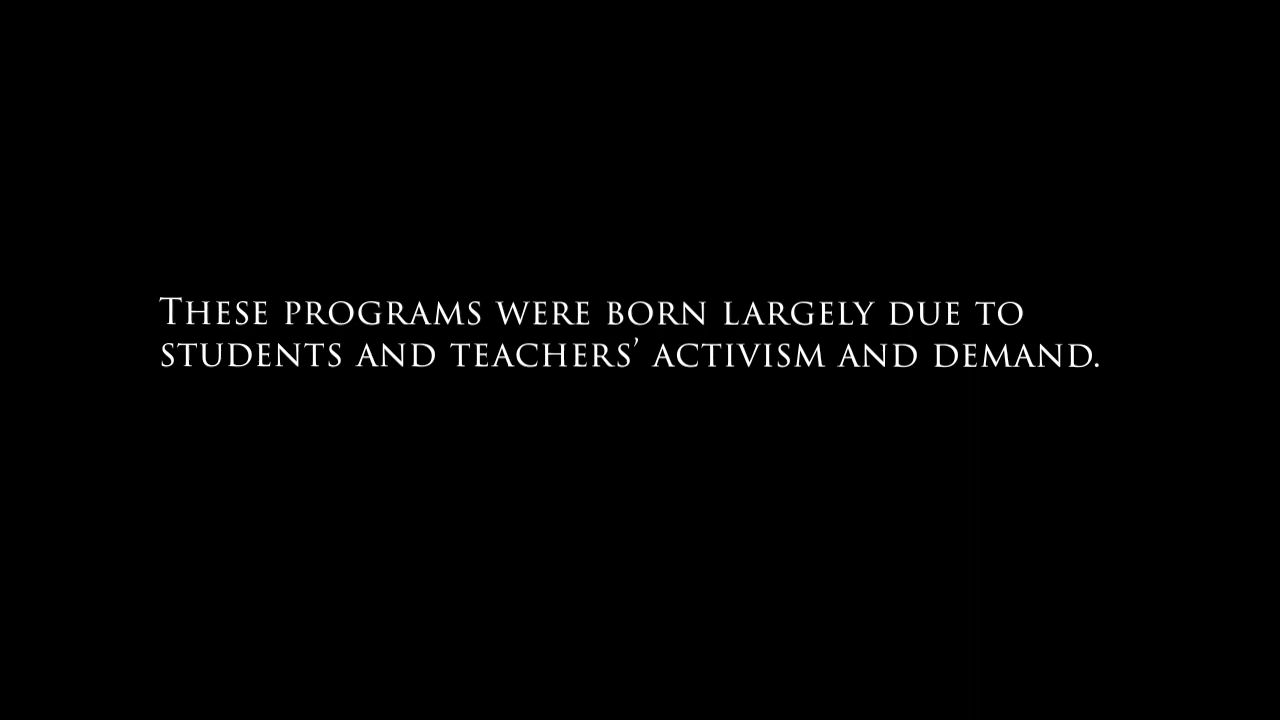 These programs were born largely due to
students and teachers’ activism and demand.